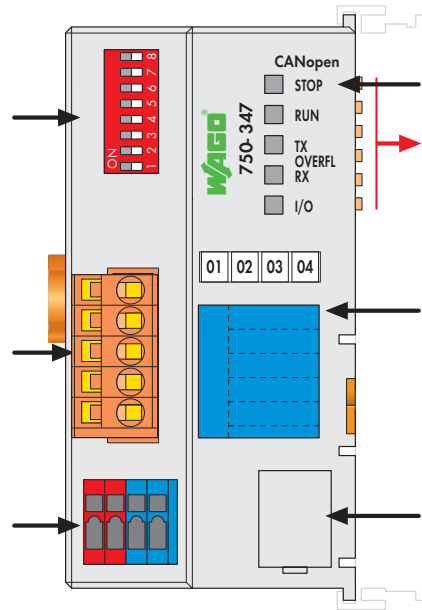 CANopen
STOP
RUN
TX
OVERFL
RX
I/O
WAGO
750- 347
ON
1 2 3 4 5 6 7 8
01 02 03 04